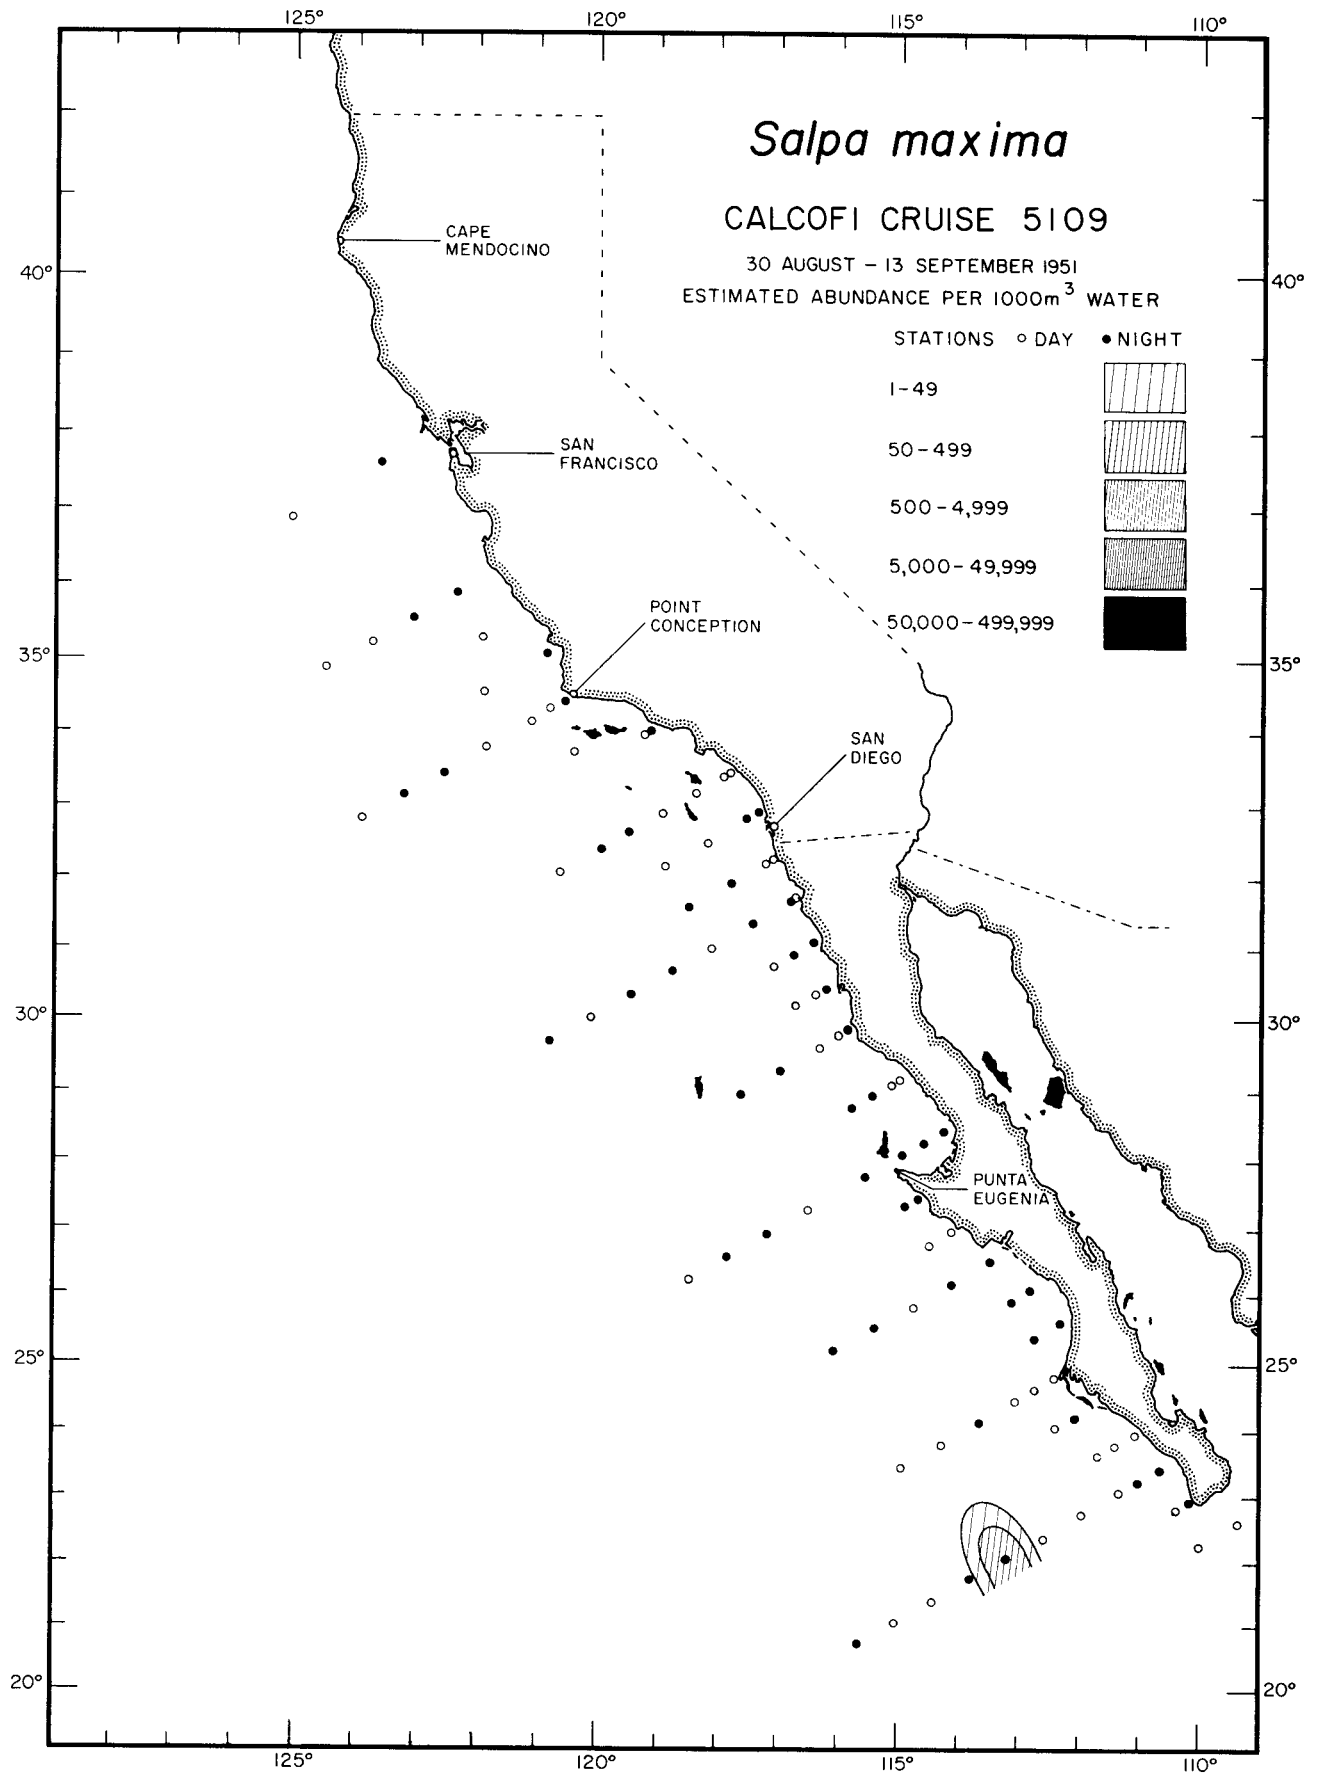 125° 120° 115° 110°
Salpa maxima
CALCOFI CRUISE 5109
30 AUGUST – 13 SEPTEMBER 1951
ESTIMATED ABUNDANCE PER 1000m³ WATER
STATIONS ○ DAY ● NIGHT
1–49
50–499
500–4,999
5,000–49,999
50,000–499,999
CAPE
MENDOCINO
40° 40°
SAN
FRANCISCO
POINT
CONCEPTION
35° 35°
SAN
DIEGO
30° 30°
PUNTA
EUGENIA
25° 25°
20° 20°
125° 120° 115° 110°